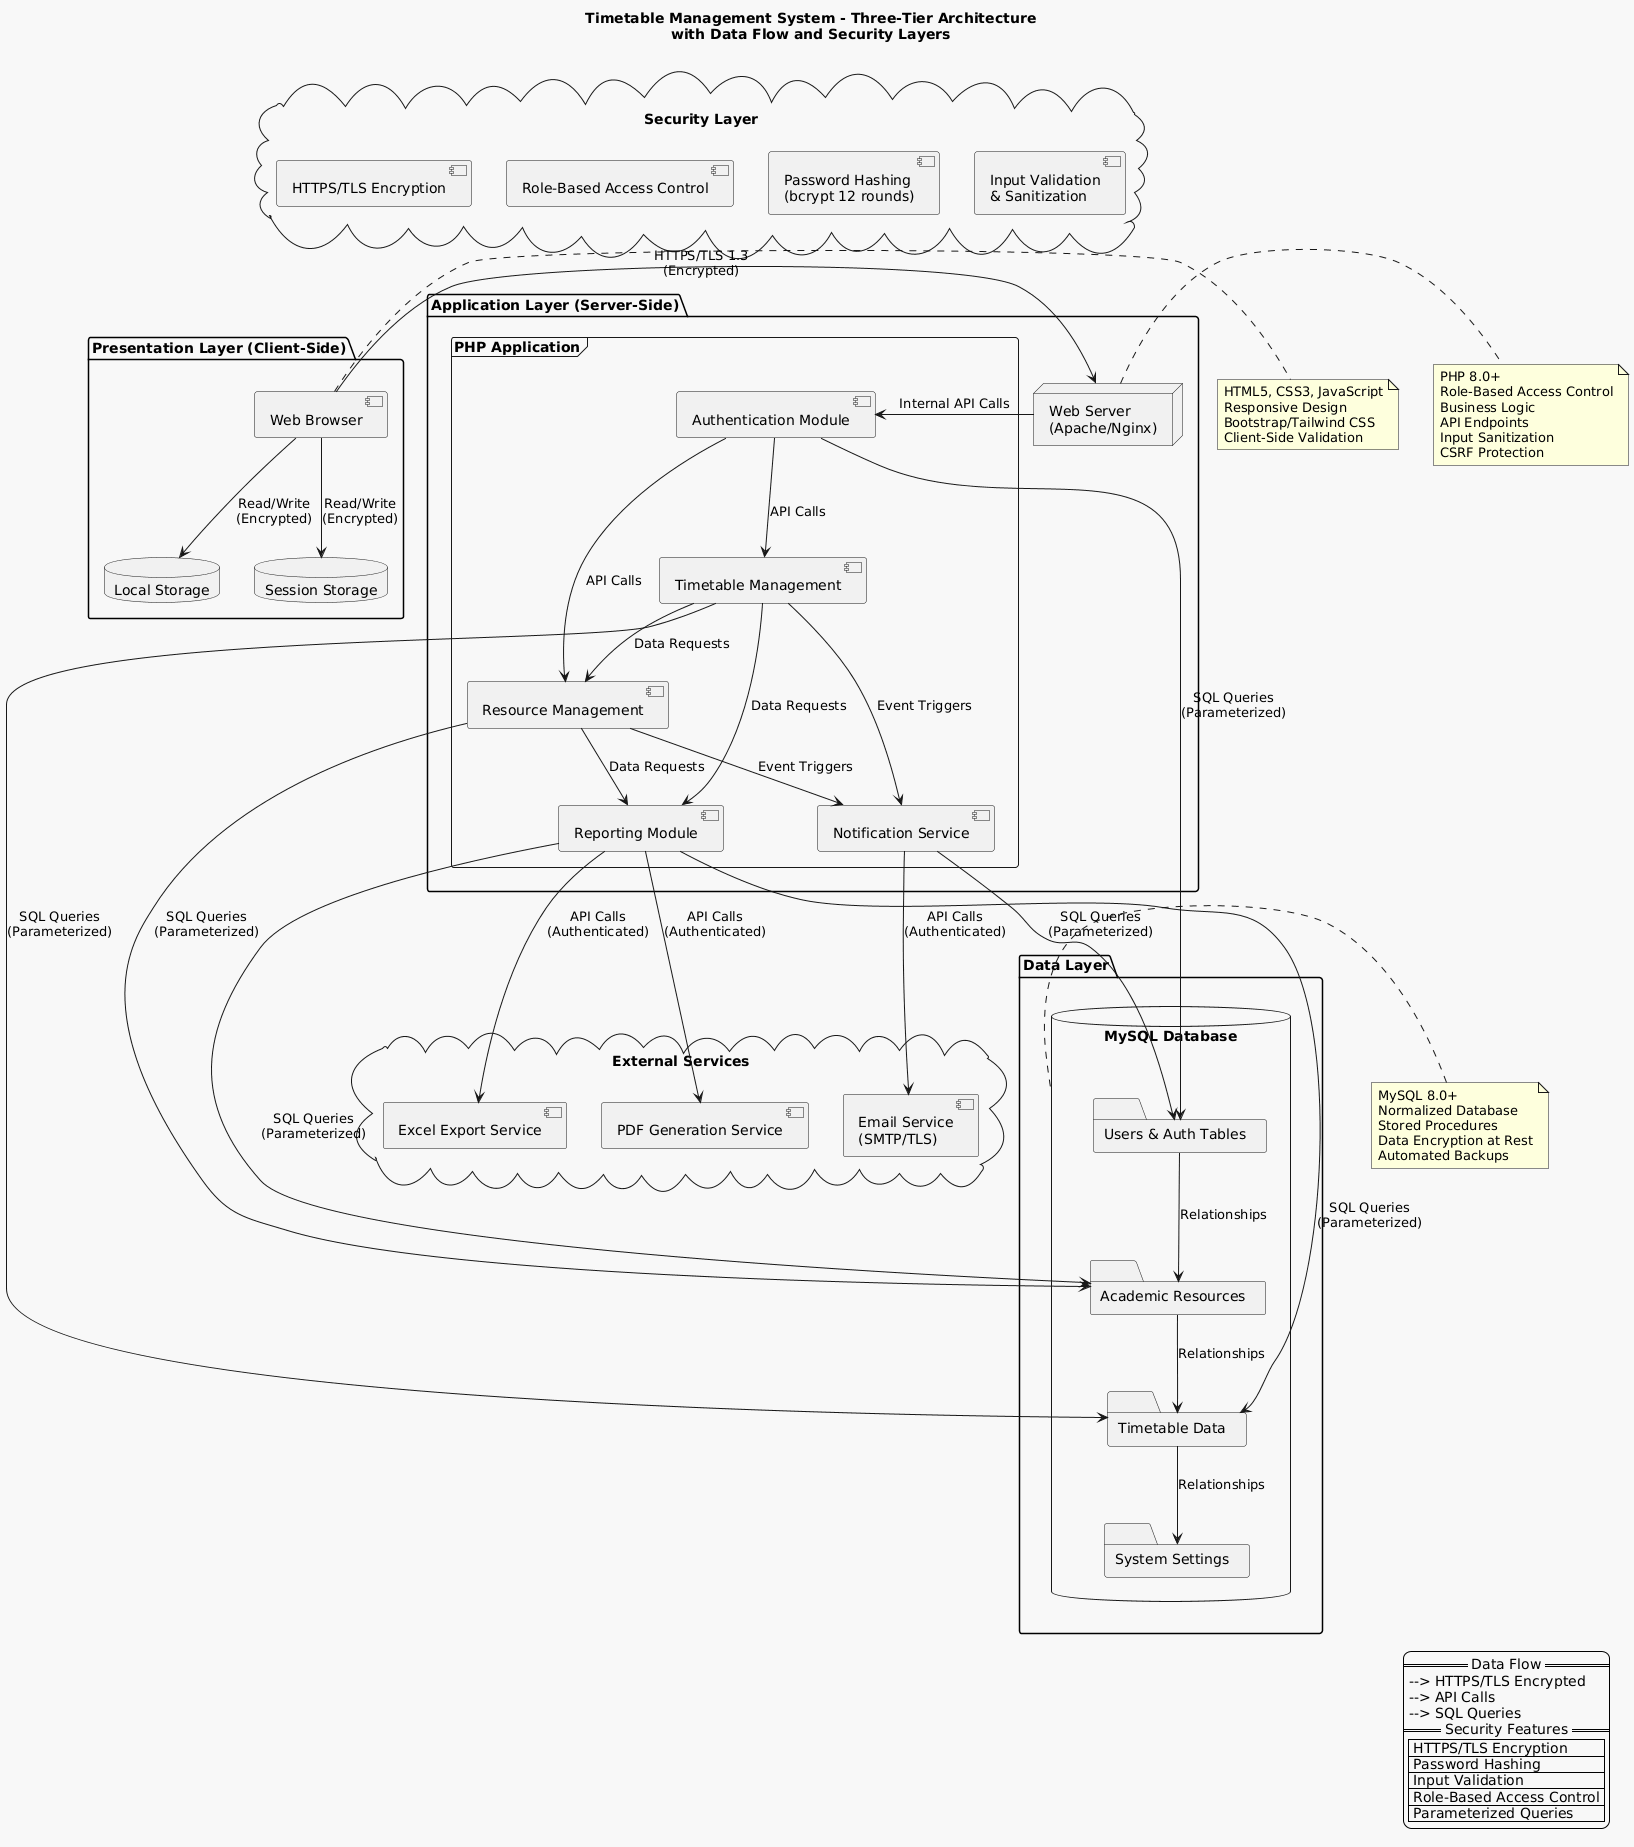 Timetable Management System - Three-Tier Architecture
with Data Flow and Security Layers
Security Layer
HTTPS/TLS Encryption
Role-Based Access Control
Password Hashing
(bcrypt 12 rounds)
Input Validation
& Sanitization
HTTPS/TLS 1.3
(Encrypted)
Application Layer (Server-Side)
Presentation Layer (Client-Side)
PHP Application
Web Browser
Authentication Module
Internal API Calls
Web Server
(Apache/Nginx)
HTML5, CSS3, JavaScript
Responsive Design
Bootstrap/Tailwind CSS
Client-Side Validation
PHP 8.0+
Role-Based Access Control
Business Logic
API Endpoints
Input Sanitization
CSRF Protection
Read/Write
(Encrypted)
Read/Write
(Encrypted)
API Calls
Local Storage
Session Storage
API Calls
Timetable Management
Data Requests
Resource Management
Data Requests
Event Triggers
SQL Queries
(Parameterized)
Data Requests
Event Triggers
Reporting Module
Notification Service
SQL Queries
(Parameterized)
SQL Queries
(Parameterized)
API Calls
(Authenticated)
API Calls
(Authenticated)
API Calls
(Authenticated)
SQL Queries
(Parameterized)
Data Layer
MySQL Database
External Services
SQL Queries
(Parameterized)
Excel Export Service
PDF Generation Service
Email Service
(SMTP/TLS)
Users & Auth Tables
MySQL 8.0+
Normalized Database
Stored Procedures
Data Encryption at Rest
Automated Backups
Relationships
SQL Queries
(Parameterized)
Academic Resources
Relationships
Timetable Data
Relationships
System Settings
Data Flow
--> HTTPS/TLS Encrypted
--> API Calls
--> SQL Queries
Security Features
HTTPS/TLS Encryption
Password Hashing
Input Validation
Role-Based Access Control
Parameterized Queries